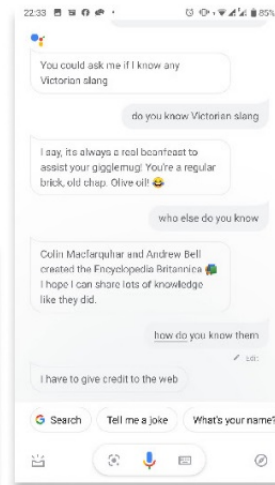 22:33 85%
You could ask me if I know any
Victorian slang
do you know Victorian slang
I say, its always a real beanfeast to
assist your gigglemug! You're a regular
brick, old chap. Olive oil! 😂
who else do you know
Colin Macfarquhar and Andrew Bell
created the Encyclopedia Britannica
I hope I can share lots of knowledge
like they did.
how do you know them
Edit
I have to give credit to the web
G Search Tell me a joke What's your name?